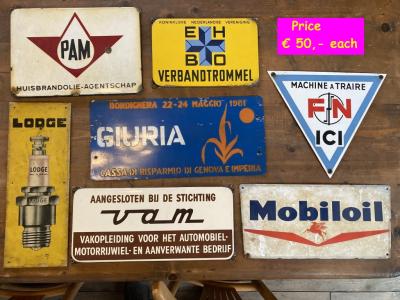 PAM
HUISBRANDOLIE-AGENTSCHAP
KONINKLIJKE NEDERLANDSE VERENIGING
EH
BO
VERBANDTROMMEL
Price
€ 50,- each
LODGE
LODGE
BORDIGHERA 22-24 MAGGIO 1981
GIURIA
CASSA DI RISPARMIO DI GENOVA E IMPERIA
MACHINE A TRAIRE
FN
ICI
AANGESLOTEN BIJ DE STICHTING
vam
VAKOPLEIDING VOOR HET AUTOMOBIEL-
MOTORRIJWIEL- EN AANVERWANTE BEDRIJF
Mobiloil